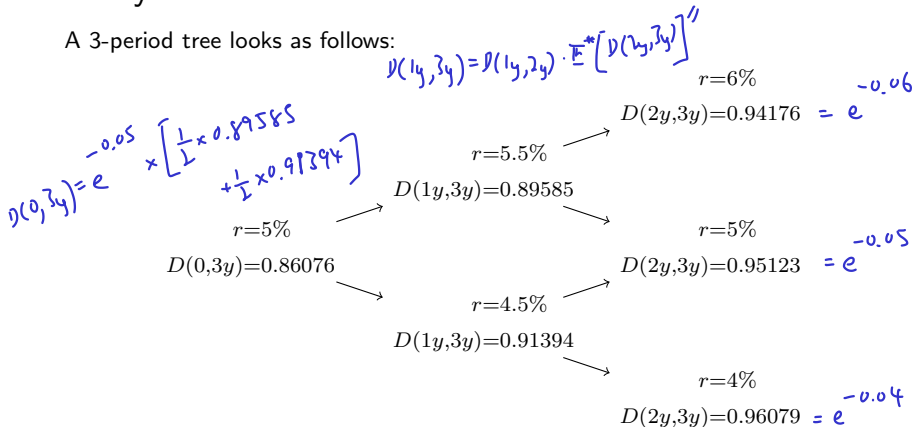 A 3-period tree looks as follows:
D(1y,3y)=D(1y,2y)·E*[D(2y,3y)]"
r=6%
D(2y,3y)=0.94176 = e^-0.06
D(0,3y)=e^-0.05 × [1/2 × 0.89585
+ 1/2 × 0.91394]
r=5.5%
D(1y,3y)=0.89585
r=5%
D(0,3y)=0.86076
r=5%
D(2y,3y)=0.95123 = e^-0.05
r=4.5%
D(1y,3y)=0.91394
r=4%
D(2y,3y)=0.96079 = e^-0.04